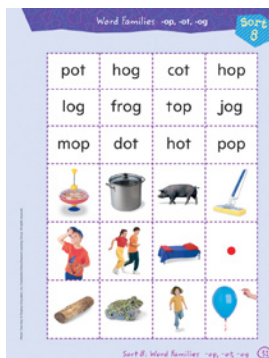 Word Families -op, -ot, -og
Sort
8
pot hog cot hop
log frog top jog
mop dot hot pop
Sort 8: Word Families -op, -ot, -og